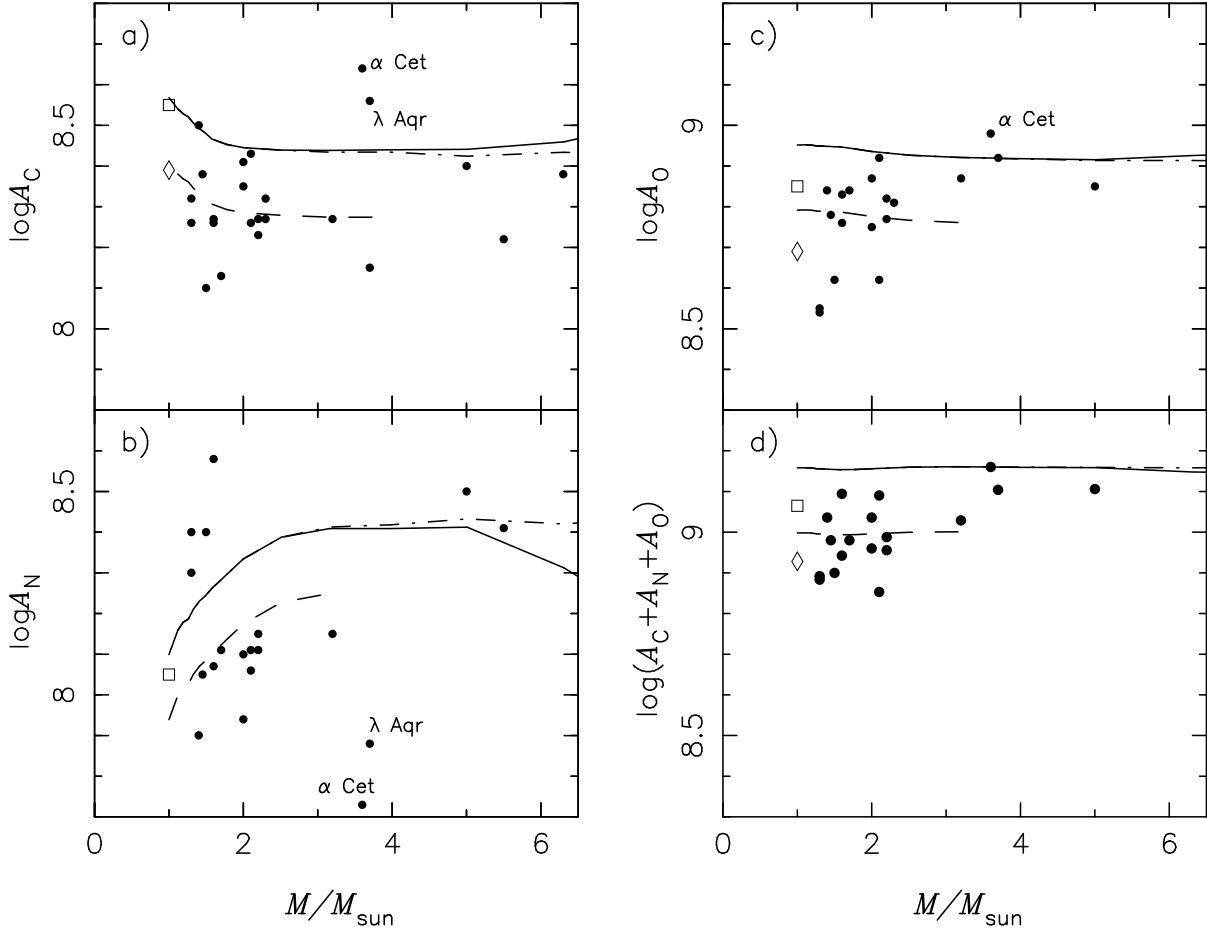 a)
α Cet
λ Aqr
8.5
8
logA_C
b)
8.5
8
logA_N
λ Aqr
α Cet
0 2 4 6
M/M_sun
c)
α Cet
9
8.5
logA_O
d)
9
8.5
log(A_C+A_N+A_O)
0 2 4 6
M/M_sun